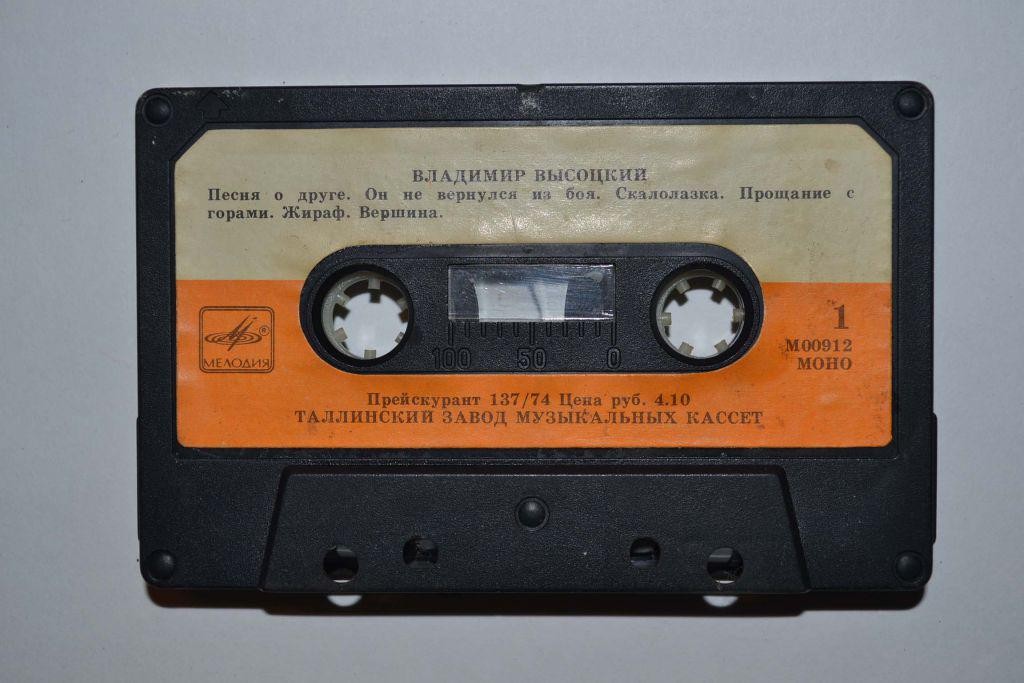 ВЛАДИМИР ВЫСОЦКИЙ
Песня о друге. Он не вернулся из боя. Скалолазка. Прощание с
горами. Жираф. Вершина.
®
МЕЛОДИЯ
1
М00912
МОНО
100 50 0
Прейскурант 137/74 Цена руб. 4.10
ТАЛЛИНСКИЙ ЗАВОД МУЗЫКАЛЬНЫХ КАССЕТ